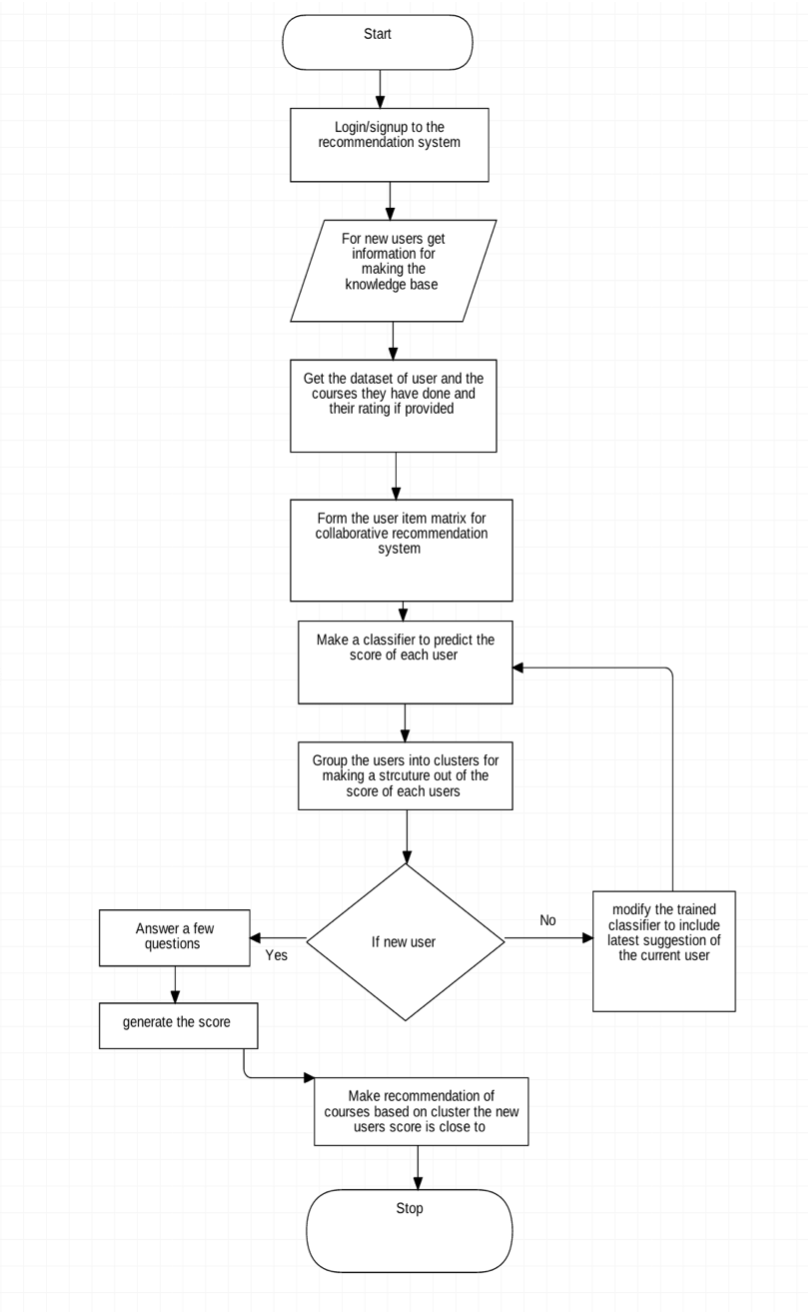 Start
Login/signup to the
recommendation system
For new users get
information for
making the
knowledge base
Get the dataset of user and the
courses they have done and
their rating if provided
Form the user item matrix for
collaborative recommendation
system
Make a classifier to predict the
score of each user
Group the users into clusters for
making a strcuture out of the
score of each users
If new user
Yes
No
Answer a few
questions
generate the score
modify the trained
classifier to include
latest suggestion of
the current user
Make recommendation of
courses based on cluster the new
users score is close to
Stop